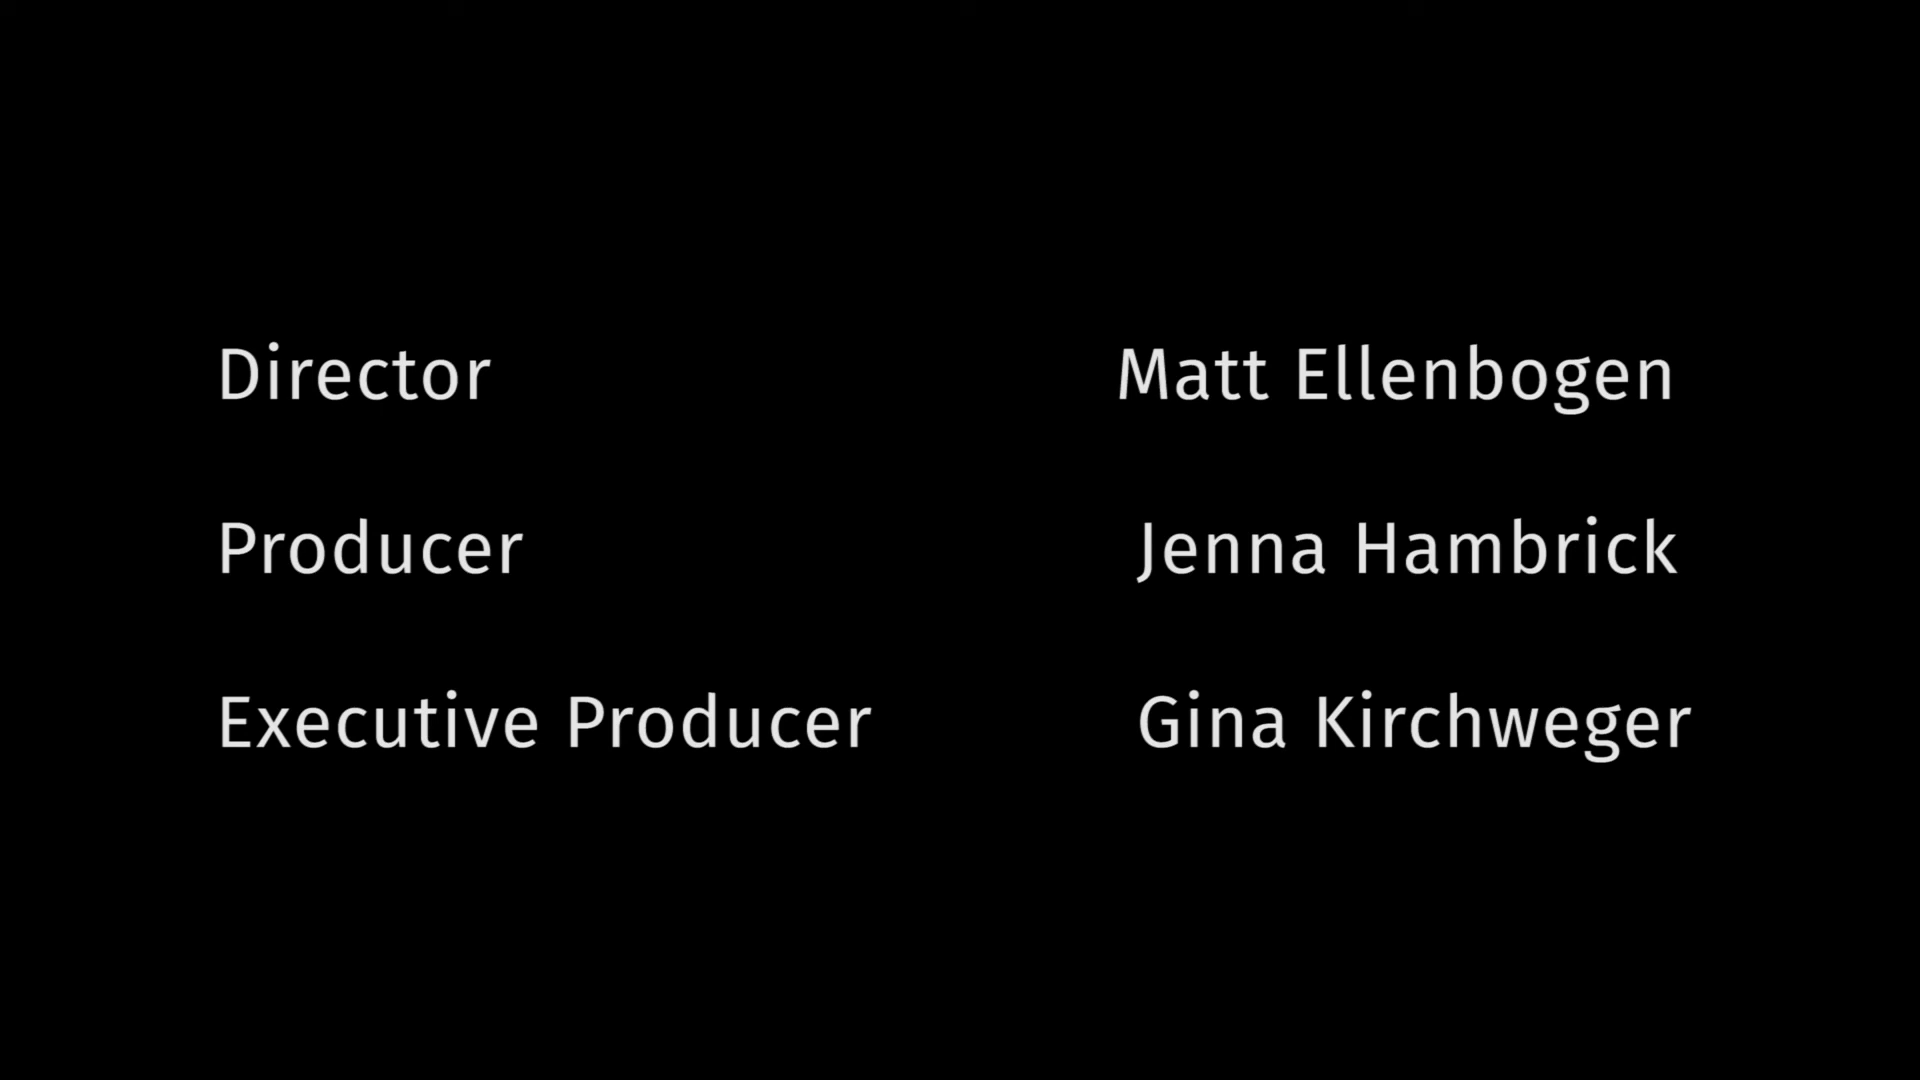 Director Matt Ellenbogen
Producer Jenna Hambrick
Executive Producer Gina Kirchweger